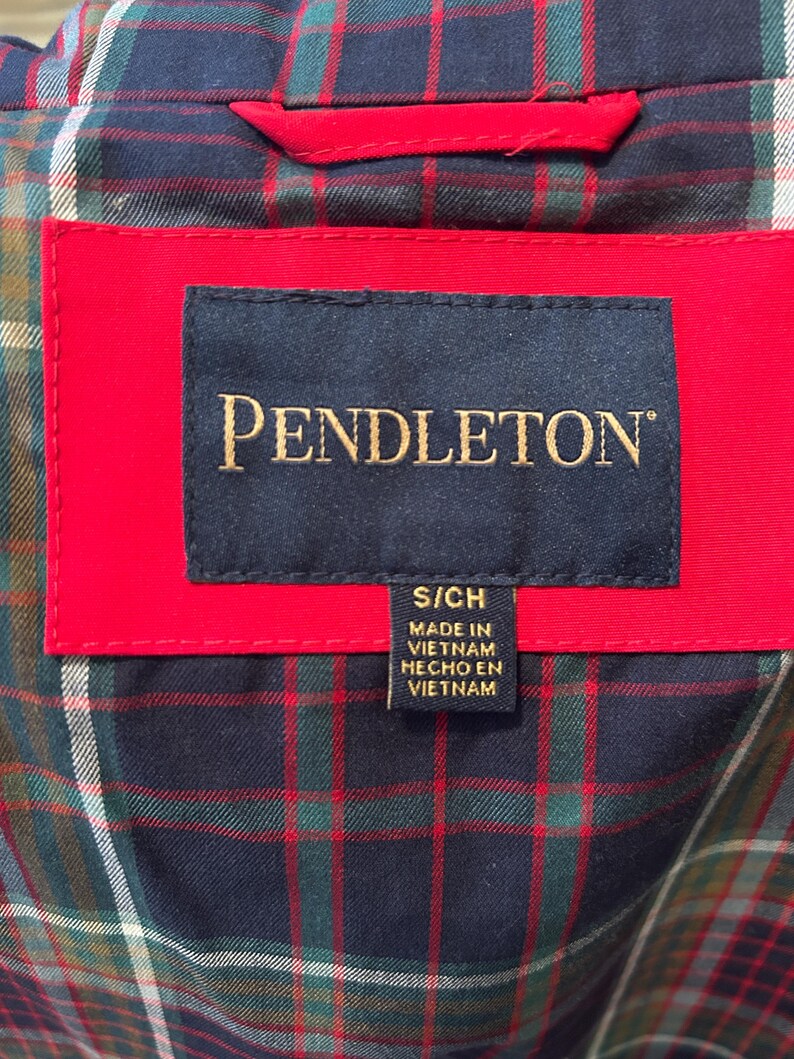 PENDLETON®
S/CH
MADE IN
VIETNAM
HECHO EN
VIETNAM